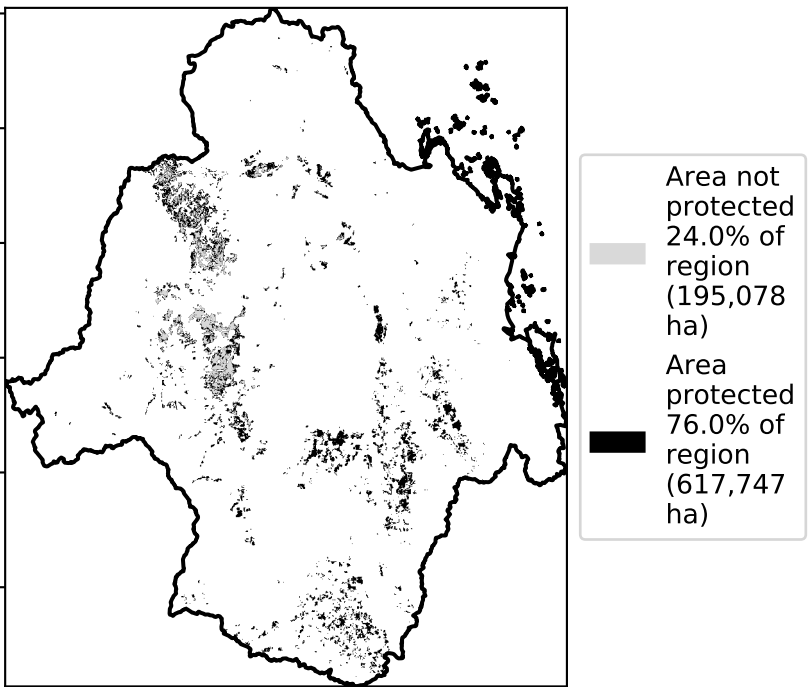 Area not
protected
24.0% of
region
(195,078
ha)
Area
protected
76.0% of
region
(617,747
ha)